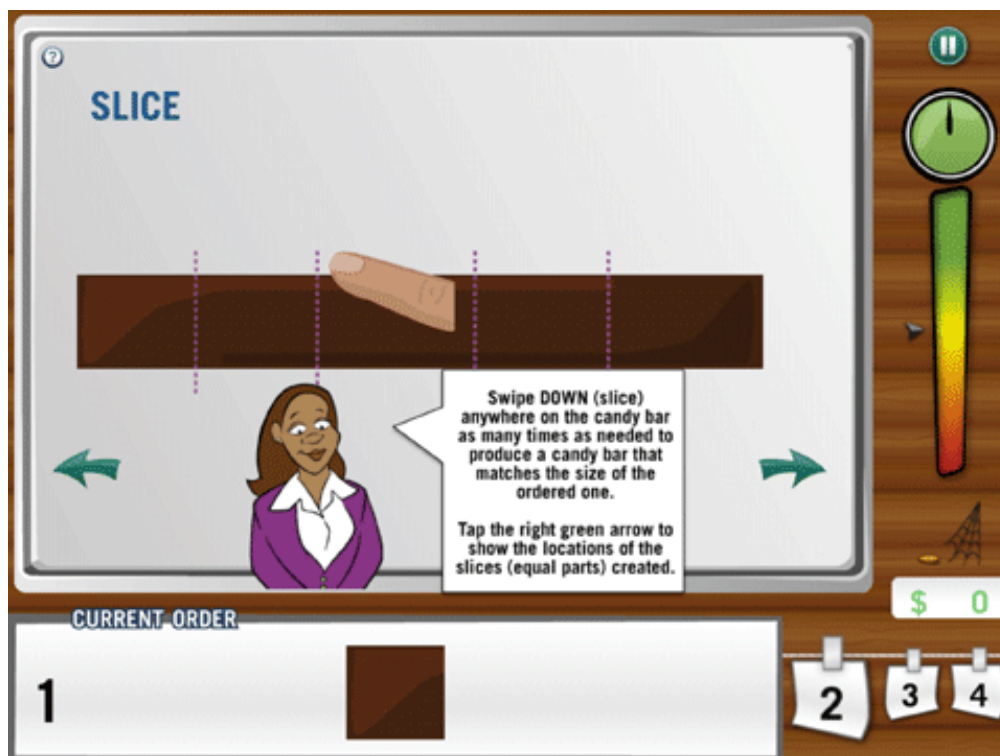 ?
SLICE
Swipe DOWN (slice)
anywhere on the candy bar
as many times as needed to
produce a candy bar that
matches the size of the
ordered one.
Tap the right green arrow to
show the locations of the
slices (equal parts) created.
$ 0
CURRENT ORDER
1
2
3
4